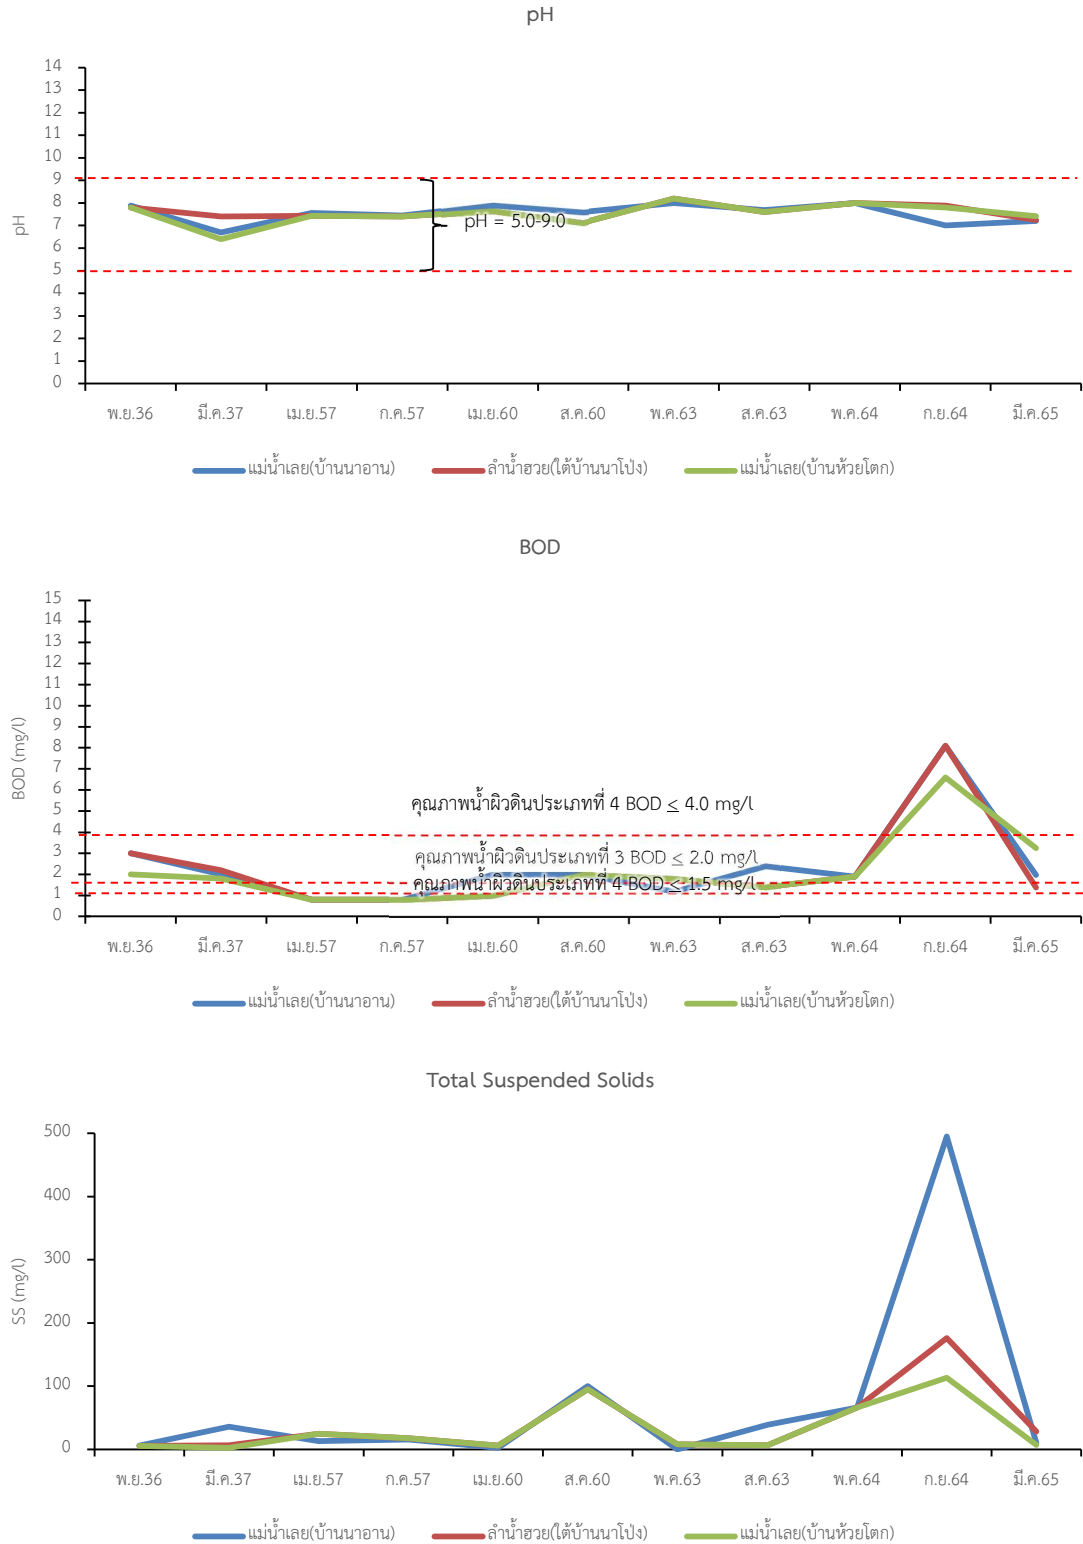 pH
14
13
12
11
10
9
8
7
6
5
4
3
2
1
0
pH
pH = 5.0-9.0
พ.ย.36 มี.ค.37 เม.ย.57 ก.ค.57 เม.ย.60 ส.ค.60 พ.ค.63 ส.ค.63 พ.ค.64 ก.ย.64 มี.ค.65
แม่น้ำเลย(บ้านนาอาน) ลำน้ำฮวย(ใต้บ้านนาโป่ง) แม่น้ำเลย(บ้านห้วยโตก)
BOD
15
14
13
12
11
10
9
8
7
6
5
4
3
2
1
0
BOD (mg/l)
คุณภาพน้ำผิวดินประเภทที่ 4 BOD ≤ 4.0 mg/l
คุณภาพน้ำผิวดินประเภทที่ 3 BOD ≤ 2.0 mg/l
คุณภาพน้ำผิวดินประเภทที่ 4 BOD ≤ 1.5 mg/l
พ.ย.36 มี.ค.37 เม.ย.57 ก.ค.57 เม.ย.60 ส.ค.60 พ.ค.63 ส.ค.63 พ.ค.64 ก.ย.64 มี.ค.65
แม่น้ำเลย(บ้านนาอาน) ลำน้ำฮวย(ใต้บ้านนาโป่ง) แม่น้ำเลย(บ้านห้วยโตก)
Total Suspended Solids
500
400
300
200
100
0
SS (mg/l)
พ.ย.36 มี.ค.37 เม.ย.57 ก.ค.57 เม.ย.60 ส.ค.60 พ.ค.63 ส.ค.63 พ.ค.64 ก.ย.64 มี.ค.65
แม่น้ำเลย(บ้านนาอาน) ลำน้ำฮวย(ใต้บ้านนาโป่ง) แม่น้ำเลย(บ้านห้วยโตก)